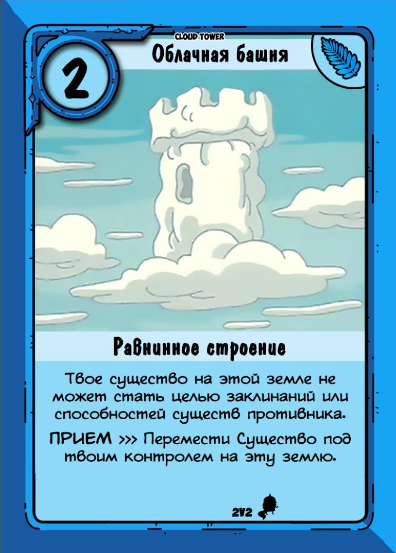 CLOUD TOWER
2
Облачная башня
Равнинное строение
Твое существо на этой земле не
может стать целью заклинаний или
способностей существ противника.
ПРИЕМ >>> Перемести Существо под
твоим контролем на эту землю.
2V2